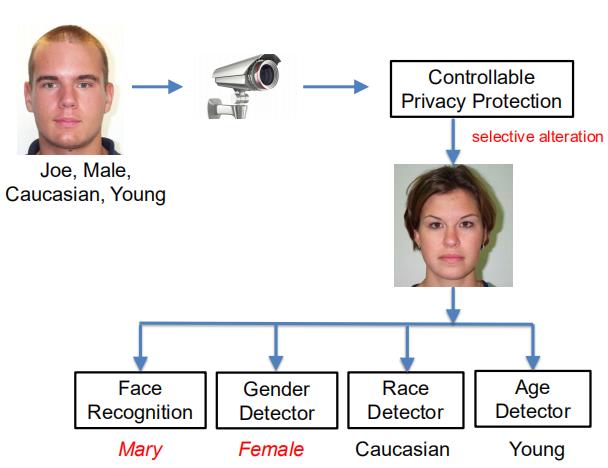 Controllable
Privacy Protection
selective alteration
Joe, Male,
Caucasian, Young
Face
Recognition
Gender
Detector
Race
Detector
Age
Detector
Mary
Female
Caucasian
Young